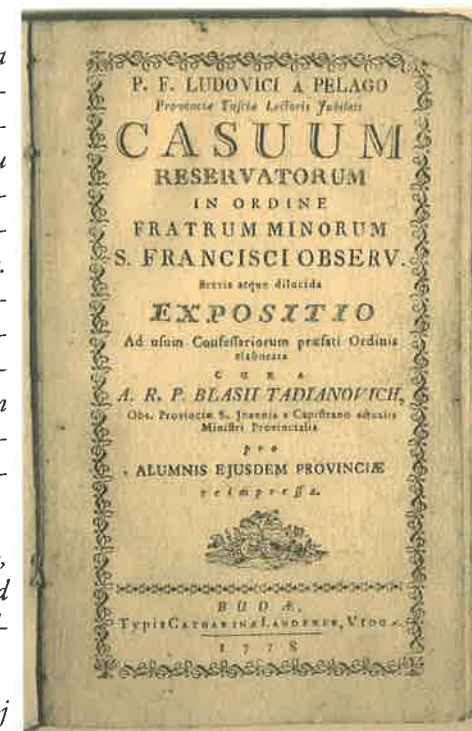 P. F. LUDOVICI A PELAGO
Provinciæ Tusciæ Lectoris Jubilati
CASUUM
RESERVATORUM
IN ORDINE
FRATRUM MINORUM
S. FRANCISCI OBSERV.
Brevis atque dilucida
EXPOSITIO
Ad usum Confessariorum præfati Ordinis
elaborata
CURA
A. R. P. BLASII TADIANOVICH,
Obs. Provinciæ S. Joannis a Capistrano actualis
Ministri Provincialis
pro
ALUMNIS EJUSDEM PROVINCIÆ
reimpressa.
BUDÆ,
Typis CATHARINÆ LANDERER, Viduæ.
1778